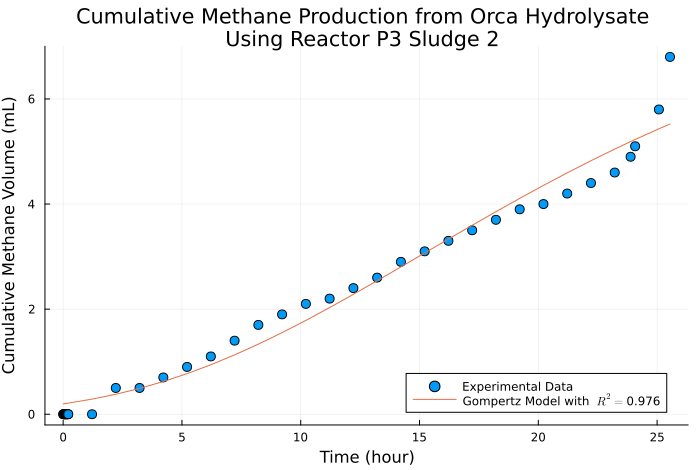 Cumulative Methane Production from Orca Hydrolysate
Using Reactor P3 Sludge 2
Cumulative Methane Volume (mL)
6
4
2
0
0
5
10
15
20
25
Time (hour)
Experimental Data
Gompertz Model with R² = 0.976